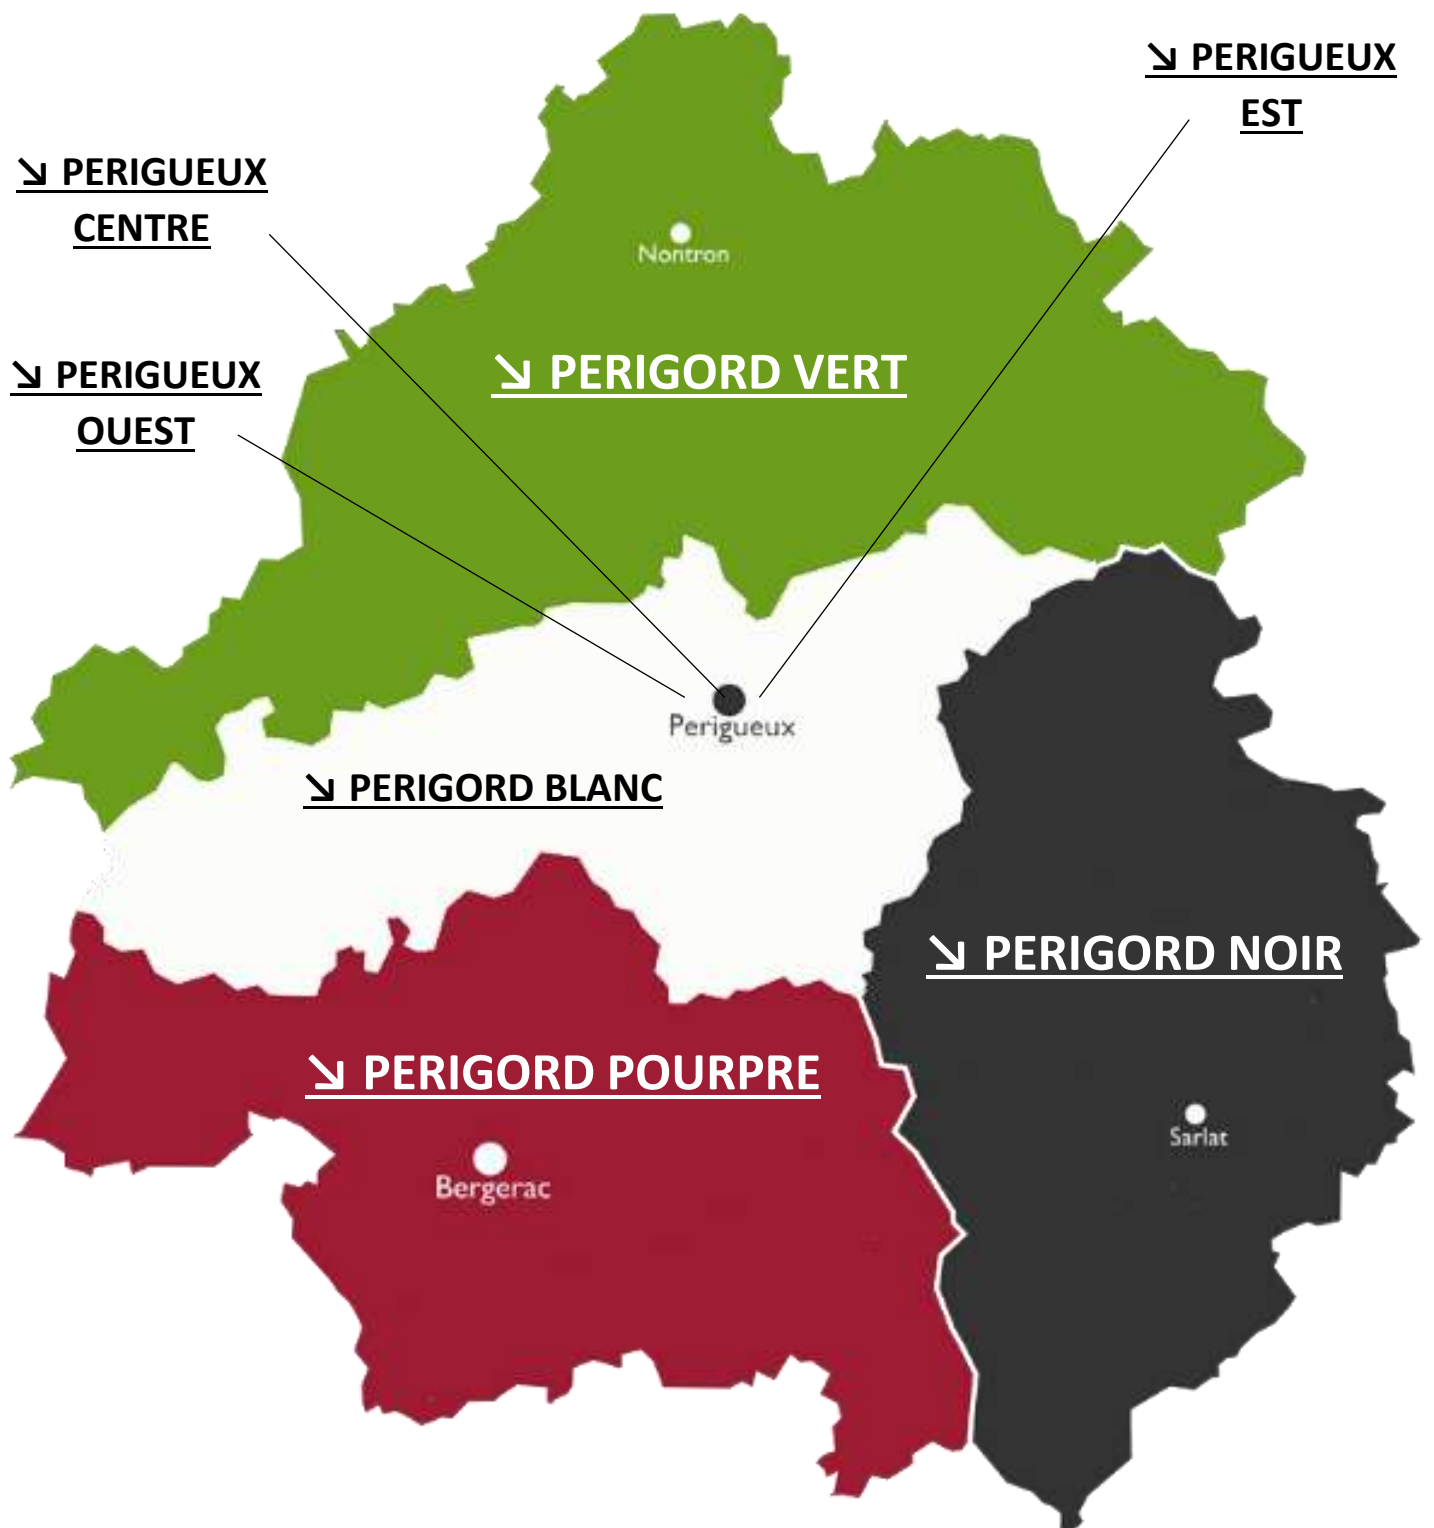 ↘ PERIGUEUX
EST
↘ PERIGUEUX
CENTRE
Nontron
↘ PERIGORD VERT
↘ PERIGUEUX
OUEST
Perigueux
↘ PERIGORD BLANC
↘ PERIGORD NOIR
↘ PERIGORD POURPRE
Sarlat
Bergerac